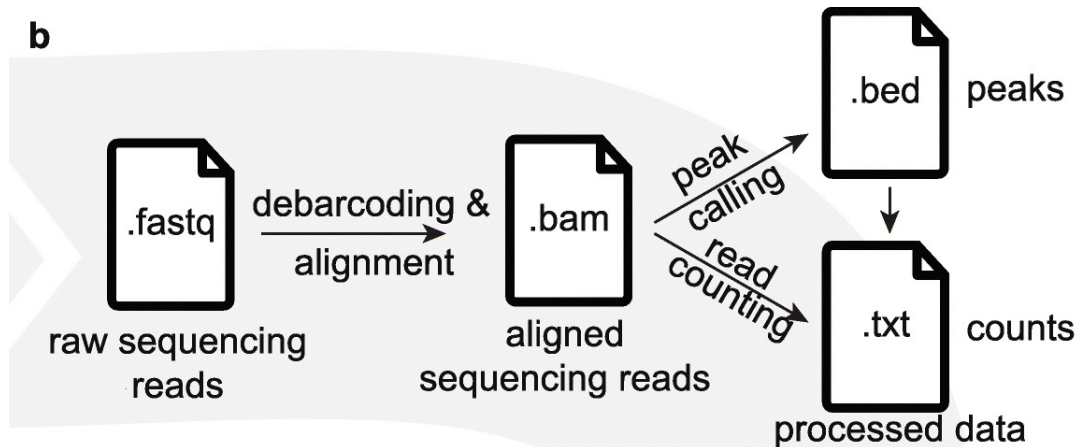 b
.fastq
raw sequencing
reads
debarcoding &
alignment
.bam
aligned
sequencing reads
peak
calling
read
counting
.bed
peaks
.txt
counts
processed data